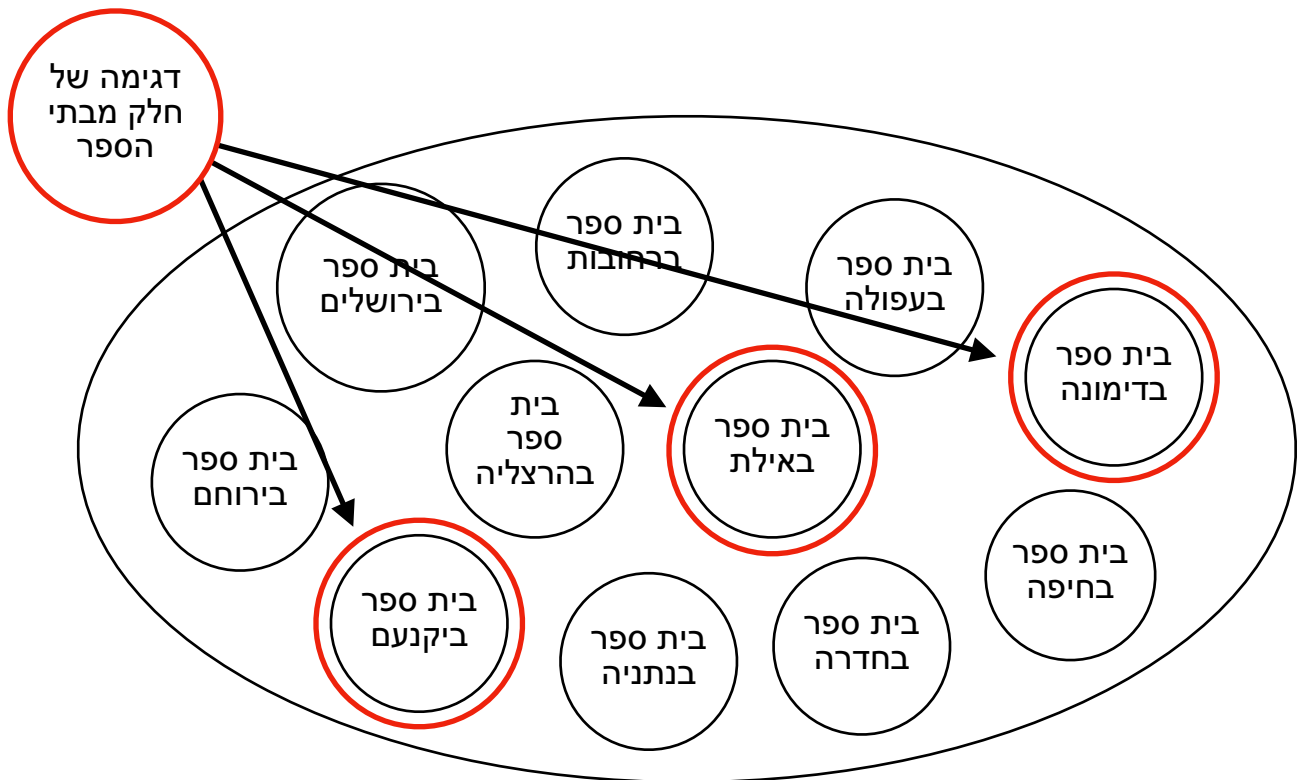 דגימה של
חלק מבתי
הספר
בית ספר
ברחובות
בית ספר
בעפולה
בית ספר
בירושלים
בית ספר
בדימונה
בית
ספר
בהרצליה
בית ספר
באילת
בית ספר
בירוחם
בית ספר
בחיפה
בית ספר
ביקנעם
בית ספר
בחדרה
בית ספר
בנתניה